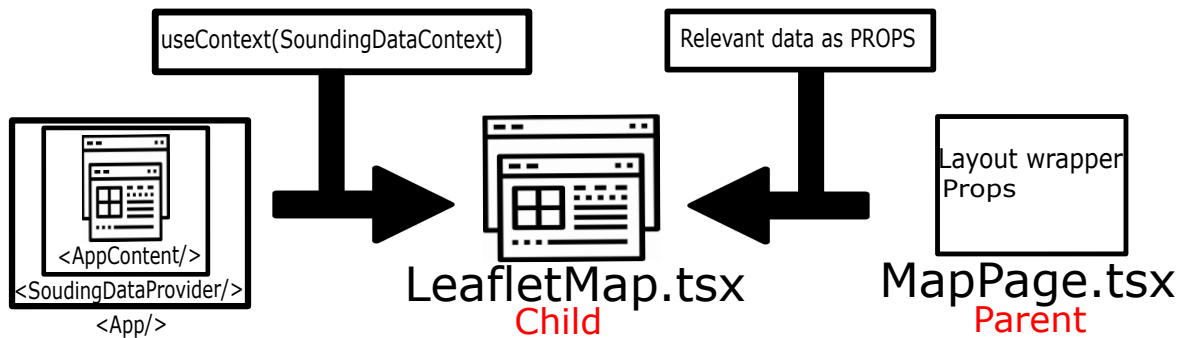 useContext(SoundingDataContext)
Relevant data as PROPS
<AppContent/>
<SoudingDataProvider/>
<App/>
LeafletMap.tsx
Child
Layout wrapper
Props
MapPage.tsx
Parent